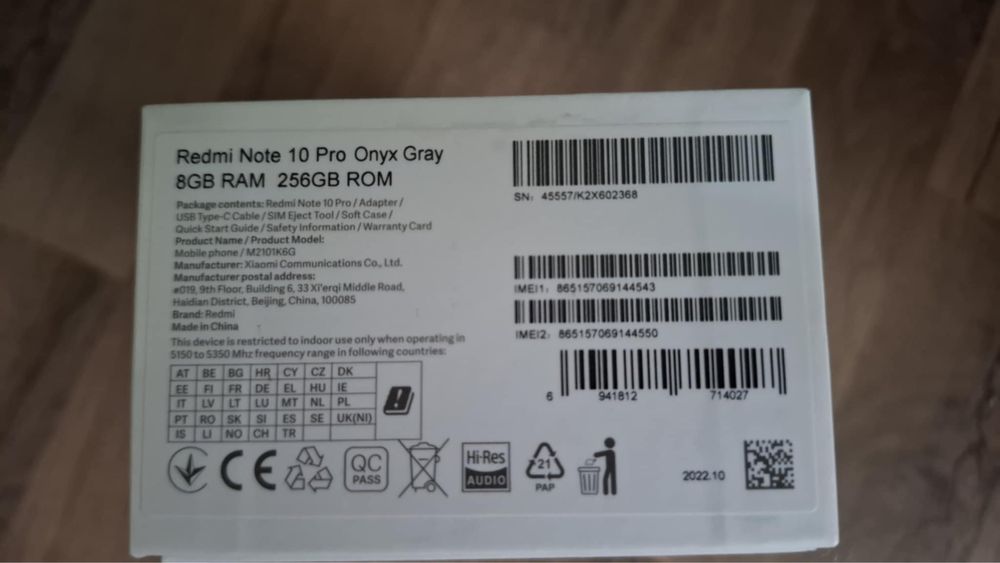 Redmi Note 10 Pro Onyx Gray
8GB RAM 256GB ROM
Package contents: Redmi Note 10 Pro / Adapter /
USB Type-C Cable / SIM Eject Tool / Soft Case /
Quick Start Guide / Safety Information / Warranty Card
Product Name / Product Model:
Mobile phone / M2101K6G
Manufacturer: Xiaomi Communications Co., Ltd.
Manufacturer postal address:
#019, 9th Floor, Building 6, 33 Xi'erqi Middle Road,
Haidian District, Beijing, China, 100085
Brand: Redmi
Made in China
This device is restricted to indoor use only when operating in
5150 to 5350 Mhz frequency range in following countries:
AT BE BG HR CY CZ DK
EE FI FR DE EL HU IE
IT LV LT LU MT NL PL
PT RO SK SI ES SE UK(NI)
IS LI NO CH TR
CE
QC
PASS
Hi-Res
AUDIO
21
PAP
SN: 45557/K2X602368
IMEI1: 865157069144543
IMEI2: 865157069144550
6 941812 714027
2022.10